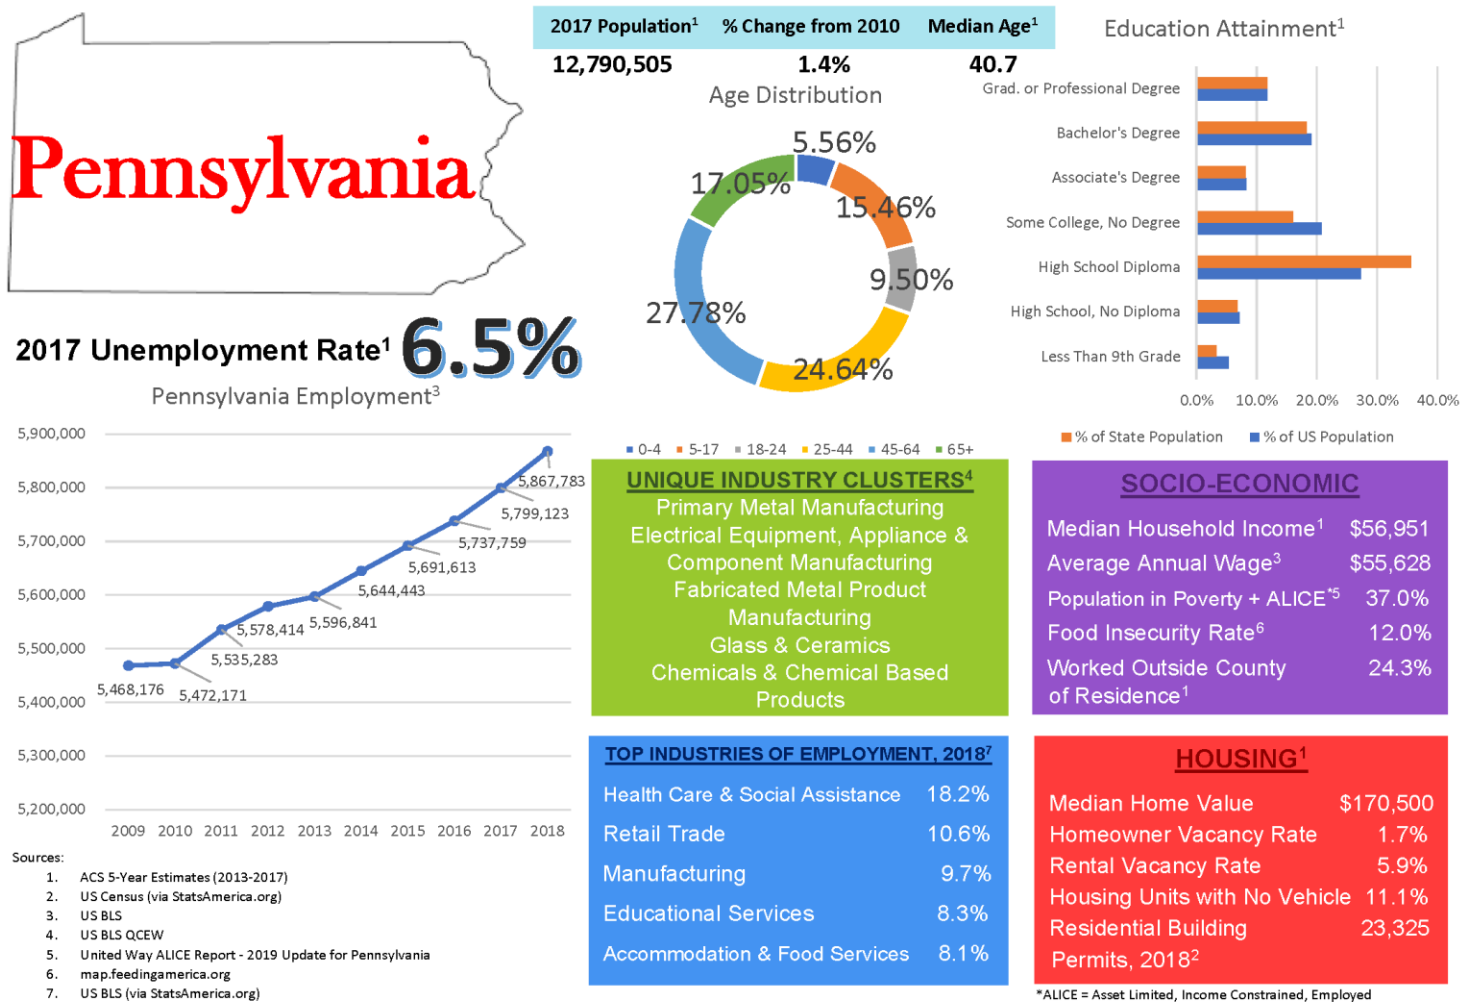 Pennsylvania
2017 Unemployment Rate¹ 6.5%
2017 Population¹ % Change from 2010 Median Age¹
12,790,505 1.4% 40.7
Age Distribution
5.56%
15.46%
9.50%
24.64%
27.78%
17.05%
0-4 5-17 18-24 25-44 45-64 65+
Education Attainment¹
Grad. or Professional Degree
Bachelor's Degree
Associate's Degree
Some College, No Degree
High School Diploma
High School, No Diploma
Less Than 9th Grade
0.0% 10.0% 20.0% 30.0% 40.0%
% of State Population % of US Population
Pennsylvania Employment³
5,900,000
5,800,000
5,700,000
5,600,000
5,500,000
5,400,000
5,300,000
5,200,000
5,468,176
5,472,171
5,535,283
5,578,414
5,596,841
5,644,443
5,691,613
5,737,759
5,799,123
5,867,783
2009 2010 2011 2012 2013 2014 2015 2016 2017 2018
UNIQUE INDUSTRY CLUSTERS⁴
Primary Metal Manufacturing
Electrical Equipment, Appliance &
Component Manufacturing
Fabricated Metal Product
Manufacturing
Glass & Ceramics
Chemicals & Chemical Based
Products
SOCIO-ECONOMIC
Median Household Income¹ $56,951
Average Annual Wage³ $55,628
Population in Poverty + ALICE*⁵ 37.0%
Food Insecurity Rate⁶ 12.0%
Worked Outside County 24.3%
of Residence¹
TOP INDUSTRIES OF EMPLOYMENT, 2018⁷
Health Care & Social Assistance 18.2%
Retail Trade 10.6%
Manufacturing 9.7%
Educational Services 8.3%
Accommodation & Food Services 8.1%
HOUSING¹
Median Home Value $170,500
Homeowner Vacancy Rate 1.7%
Rental Vacancy Rate 5.9%
Housing Units with No Vehicle 11.1%
Residential Building 23,325
Permits, 2018²
*ALICE = Asset Limited, Income Constrained, Employed
Sources:
1. ACS 5-Year Estimates (2013-2017)
2. US Census (via StatsAmerica.org)
3. US BLS
4. US BLS QCEW
5. United Way ALICE Report - 2019 Update for Pennsylvania
6. map.feedingamerica.org
7. US BLS (via StatsAmerica.org)